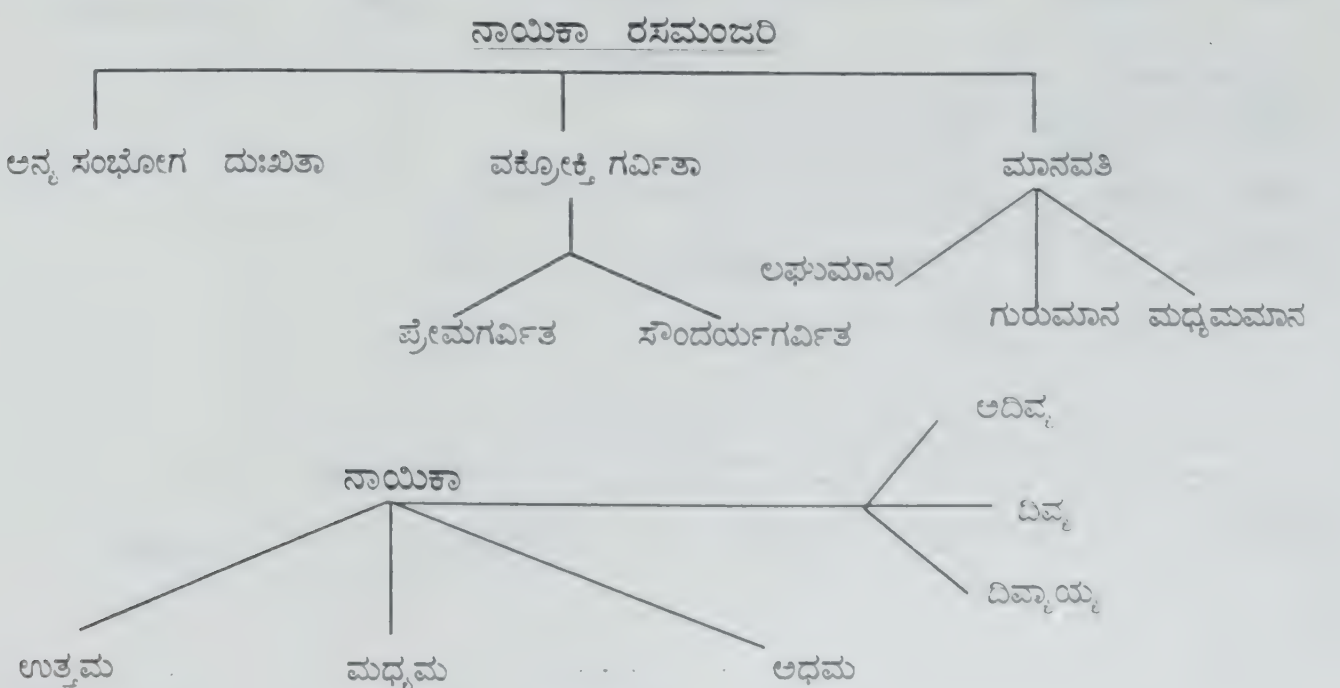 ನಾಯಿಕಾ ರಸಮಂಜರಿ
ಅನ್ಯ ಸಂಭೋಗ ದುಃಖಿತಾ ವಕ್ರೋಕ್ತಿ ಗರ್ವಿತಾ ಮಾನವತಿ
ಲಘುಮಾನ
ಗುರುಮಾನ ಮಧ್ಯಮಮಾನ
ಪ್ರೇಮಗರ್ವಿತ ಸೌಂದರ್ಯಗರ್ವಿತ
ಅದಿವ್ಯ
ನಾಯಿಕಾ
ದಿವ್ಯ
ದಿವ್ಯಾಯ್ಯ
ಉತ್ತಮ ಮಧ್ಯಮ ಅಧಮ